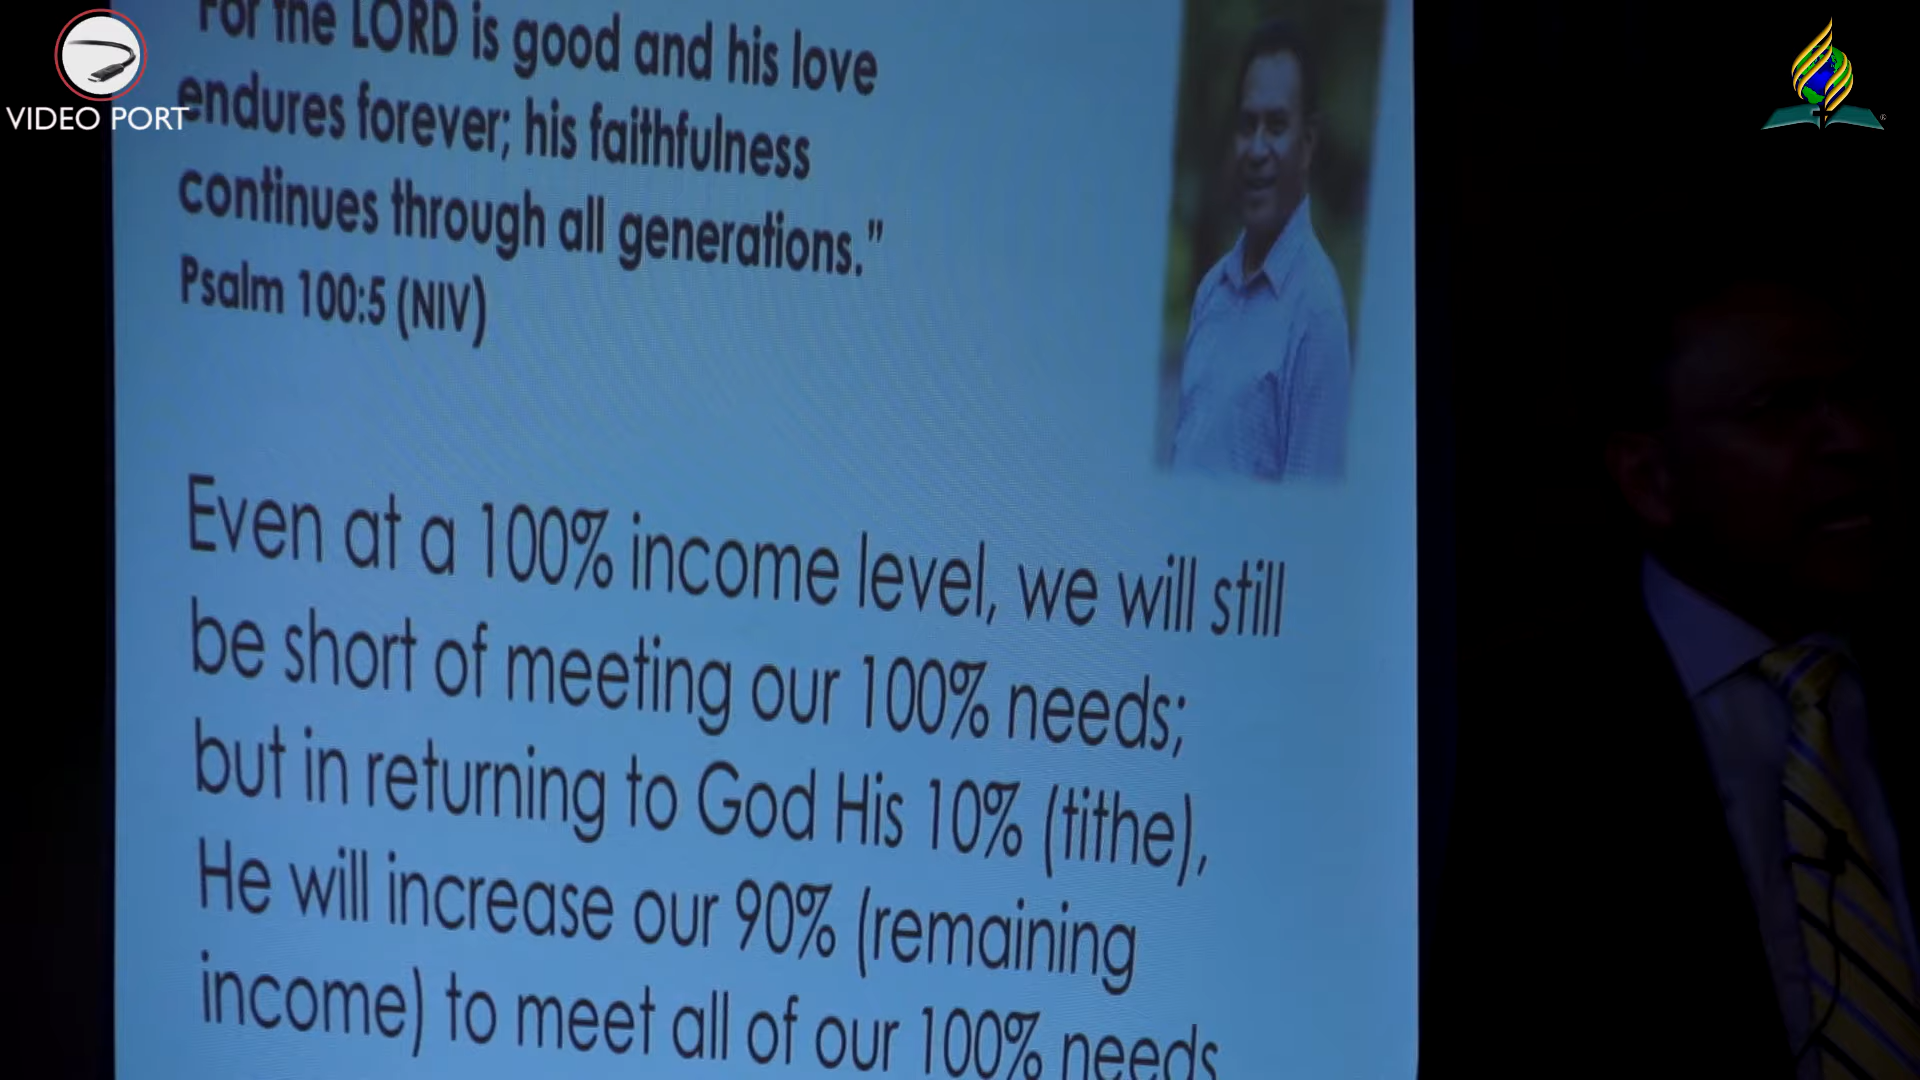 VIDEO PORT
"For the LORD is good and his love
endures forever; his faithfulness
continues through all generations."
Psalm 100:5 (NIV)
Even at a 100% income level, we will still
be short of meeting our 100% needs;
but in returning to God His 10% (tithe),
He will increase our 90% (remaining
income) to meet all of our 100% needs